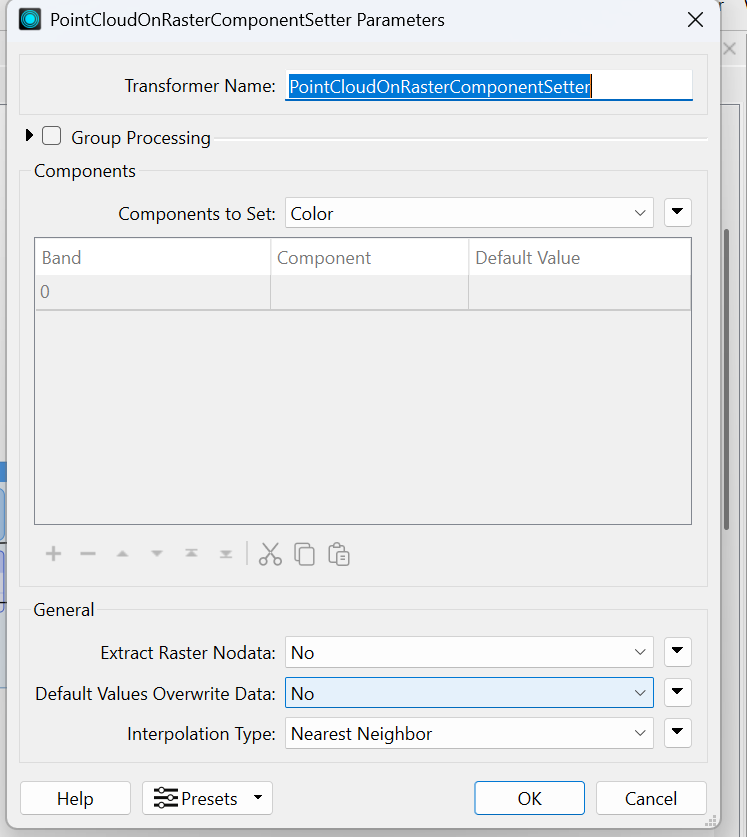 PointCloudOnRasterComponentSetter Parameters
Transformer Name: PointCloudOnRasterComponentSetter
Group Processing
Components
Components to Set: Color
Band Component Default Value
0
General
Extract Raster Nodata: No
Default Values Overwrite Data: No
Interpolation Type: Nearest Neighbor
Help Presets OK Cancel